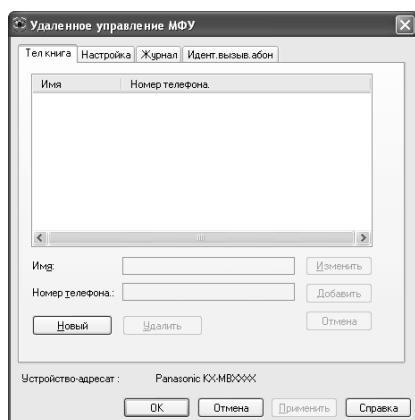 Удаленное управление МФУ
Тел книга Настройка Журнал Идент.вызыв.абон
Имя Номер телефона.
Имя: Изменить
Номер телефона.: Добавить
Новый Удалить Отмена
Устройство-адресат : Panasonic KX-MBXXXX
OK Отмена Применить Справка